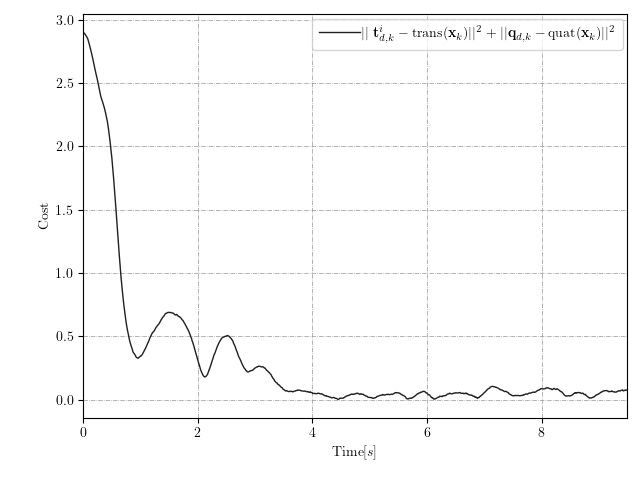 3.0
|| t^i_{d,k} − trans(x_k)||² + ||q_{d,k} − quat(x_k)||²
2.5
2.0
1.5
Cost
1.0
0.5
0.0
0 2 4 6 8
Time[s]